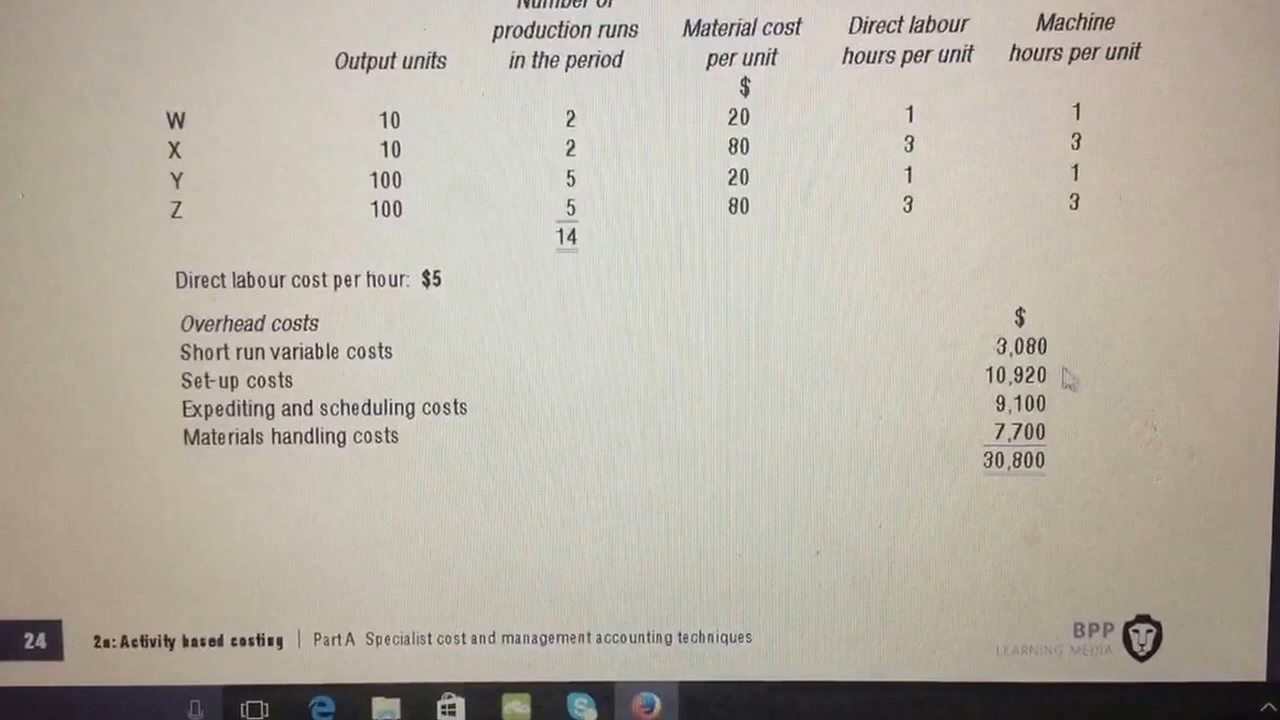 Number of
production runs Material cost Direct labour Machine
Output units in the period per unit hours per unit hours per unit
$
W 10 2 20 1 1
X 10 2 80 3 3
Y 100 5 20 1 1
Z 100 5 80 3 3
14
Direct labour cost per hour: $5
Overhead costs $
Short run variable costs 3,080
Set-up costs 10,920
Expediting and scheduling costs 9,100
Materials handling costs 7,700
30,800
24 2a: Activity based costing | Part A Specialist cost and management accounting techniques
BPP
LEARNING MEDIA